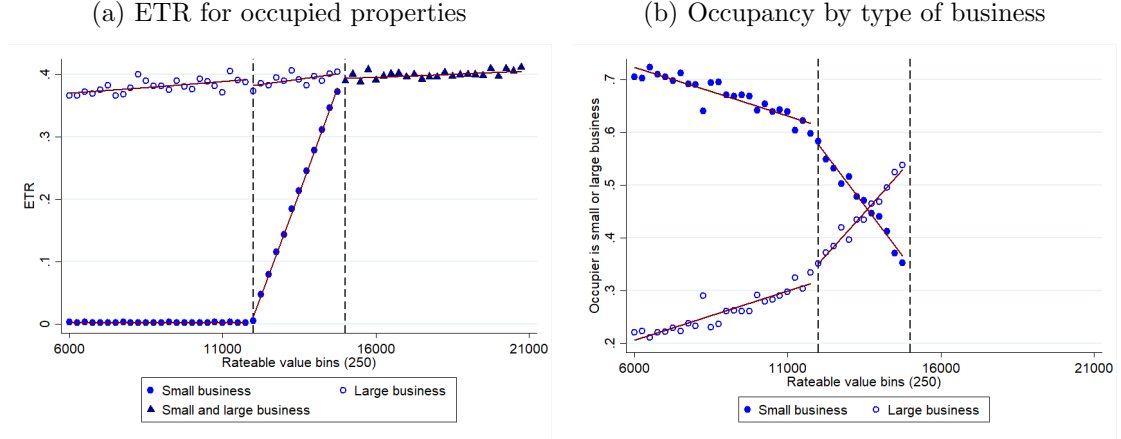 (a) ETR for occupied properties
ETR
.4
.3
.2
.1
0
6000 11000 16000 21000
Rateable value bins (250)
Small business Large business
Small and large business
(b) Occupancy by type of business
Occupier is small or large business
.7
.6
.5
.4
.3
.2
6000 11000 16000 21000
Rateable value bins (250)
Small business Large business